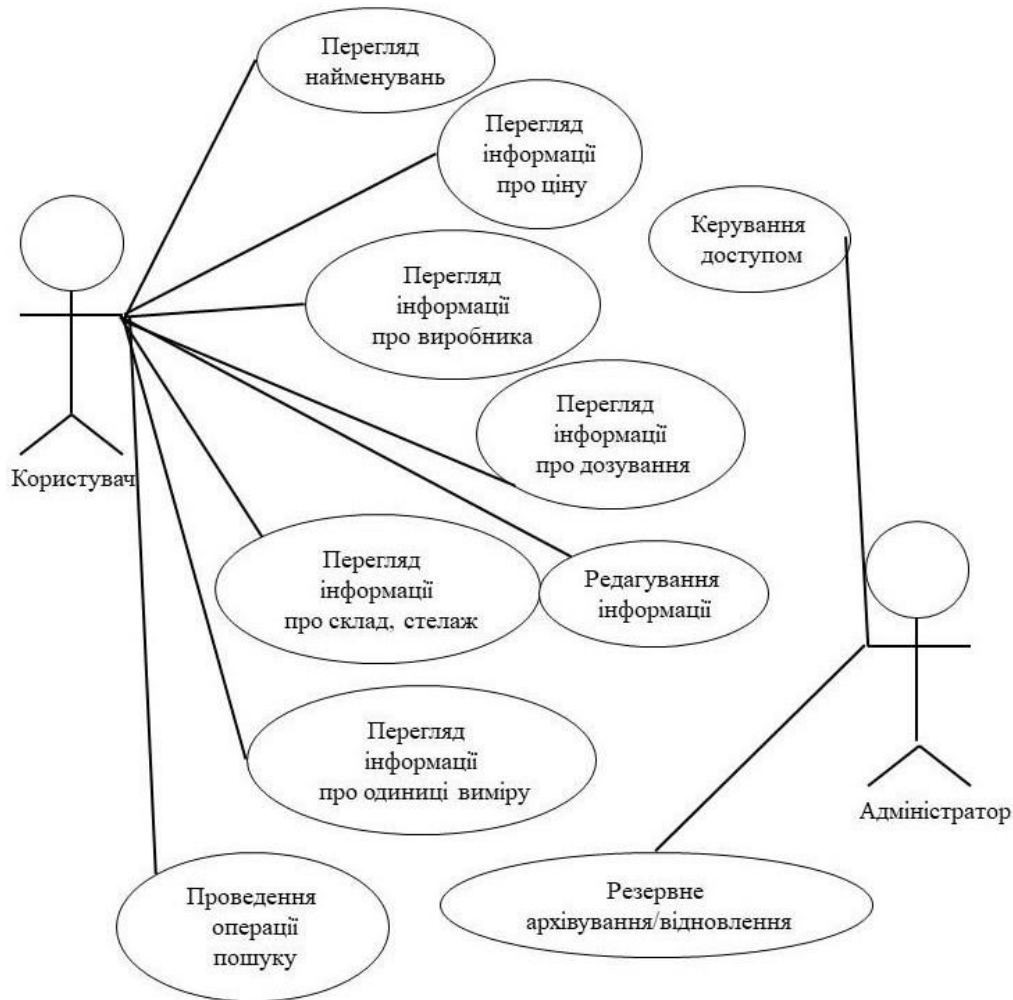 Перегляд
найменувань
Перегляд
інформації
про ціну
Керування
доступом
Перегляд
інформації
про виробника
Перегляд
інформації
про дозування
Користувач
Перегляд
інформації
про склад, стелаж
Редагування
інформації
Перегляд
інформації
про одиниці виміру
Адміністратор
Проведення
операції
пошуку
Резервне
архівування/відновлення